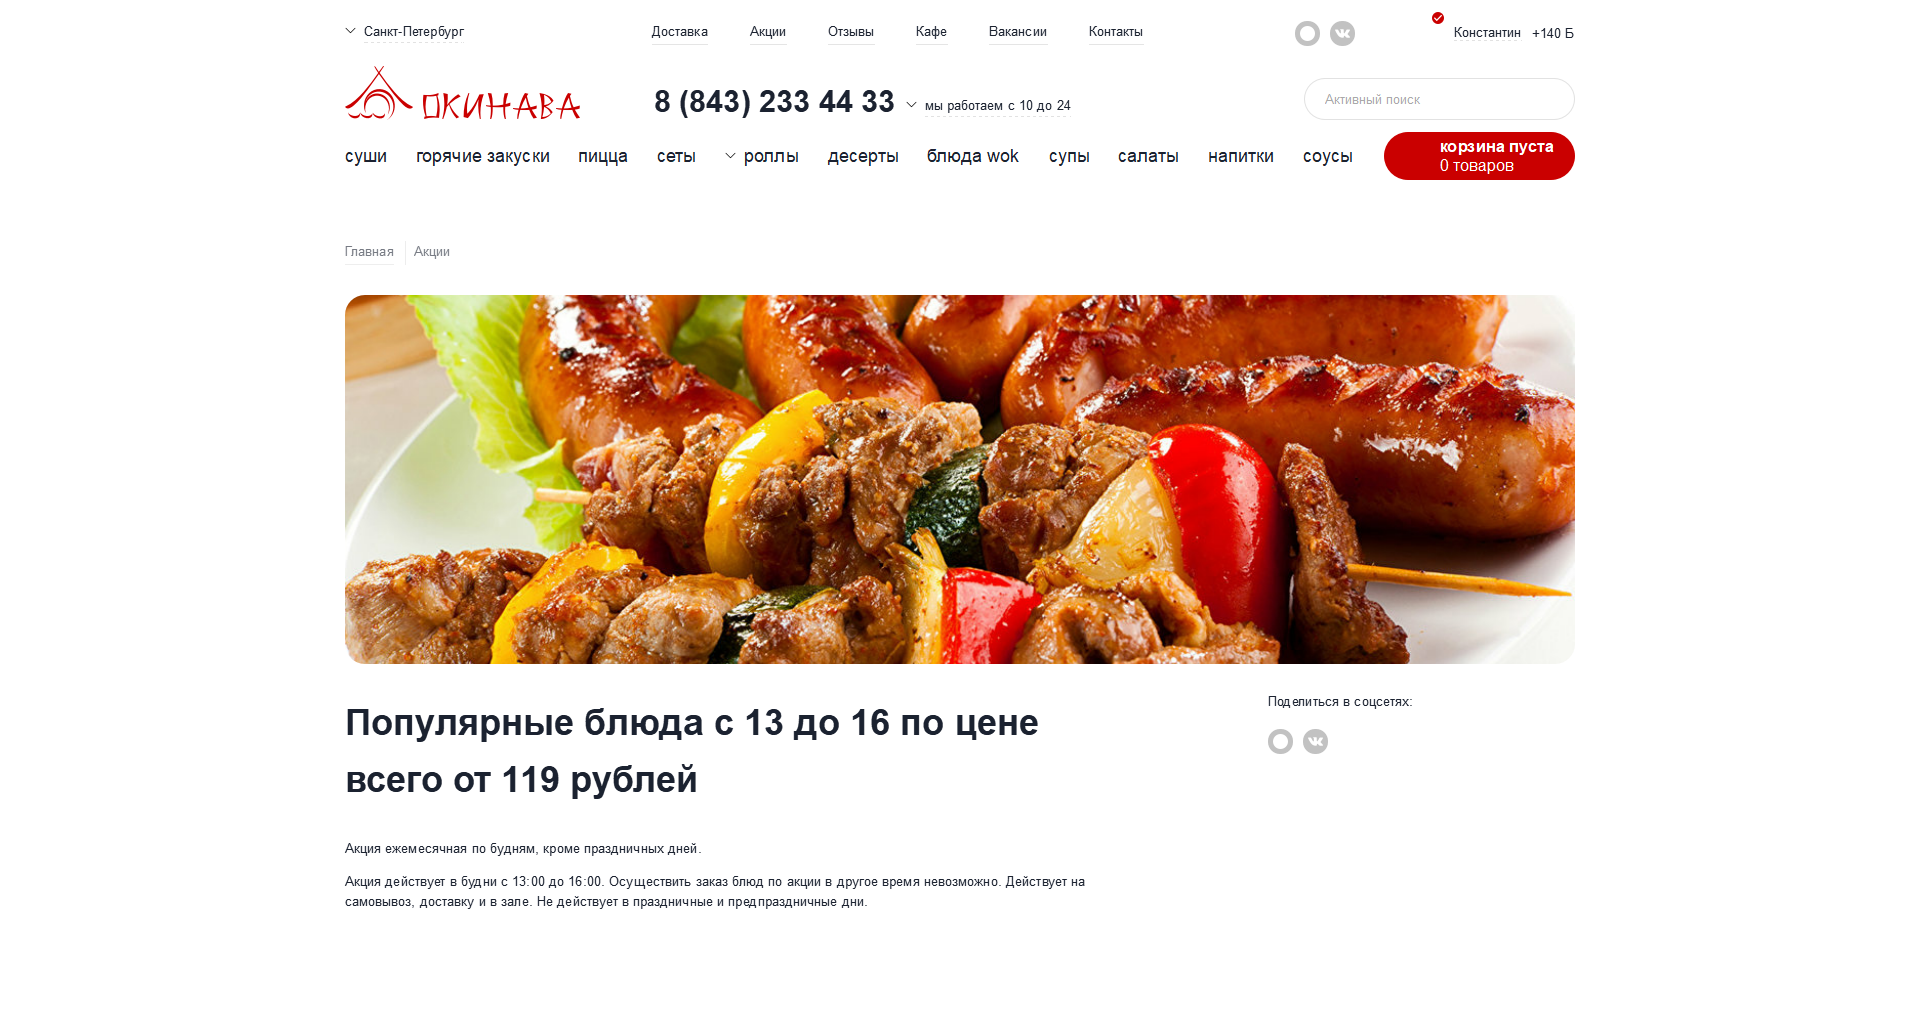 Санкт-Петербург
Доставка Акции Отзывы Кафе Вакансии Контакты
Константин +140 Б
ОКИНАВА
8 (843) 233 44 33 мы работаем с 10 до 24
Активный поиск
суши горячие закуски пицца сеты роллы десерты блюда wok супы салаты напитки соусы
корзина пуста
0 товаров
Главная Акции
Популярные блюда с 13 до 16 по цене
всего от 119 рублей
Поделиться в соцсетях:
Акция ежемесячная по будням, кроме праздничных дней.
Акция действует в будни с 13:00 до 16:00. Осуществить заказ блюд по акции в другое время невозможно. Действует на
самовывоз, доставку и в зале. Не действует в праздничные и предпраздничные дни.